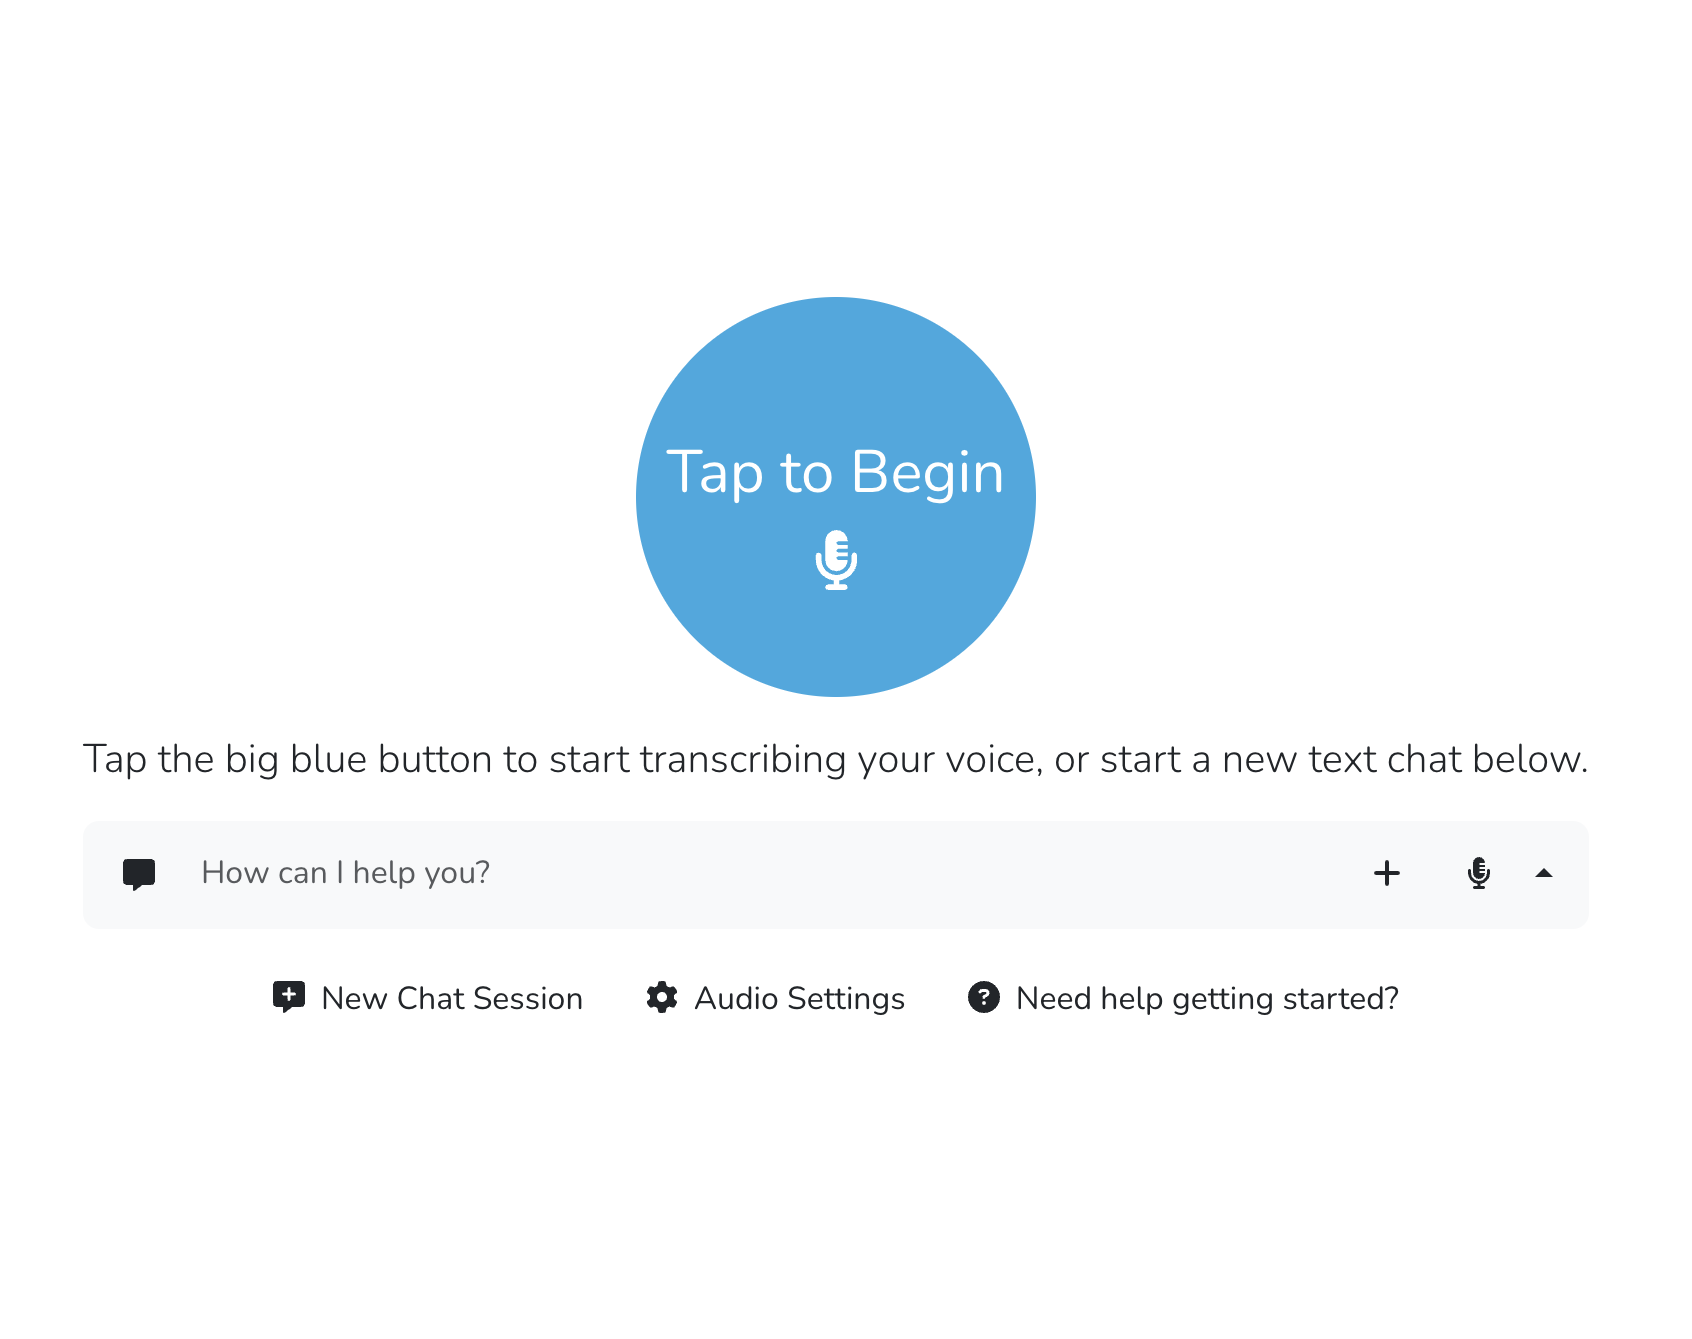 Tap to Begin
Tap the big blue button to start transcribing your voice, or start a new text chat below.
How can I help you?
New Chat Session
Audio Settings
Need help getting started?